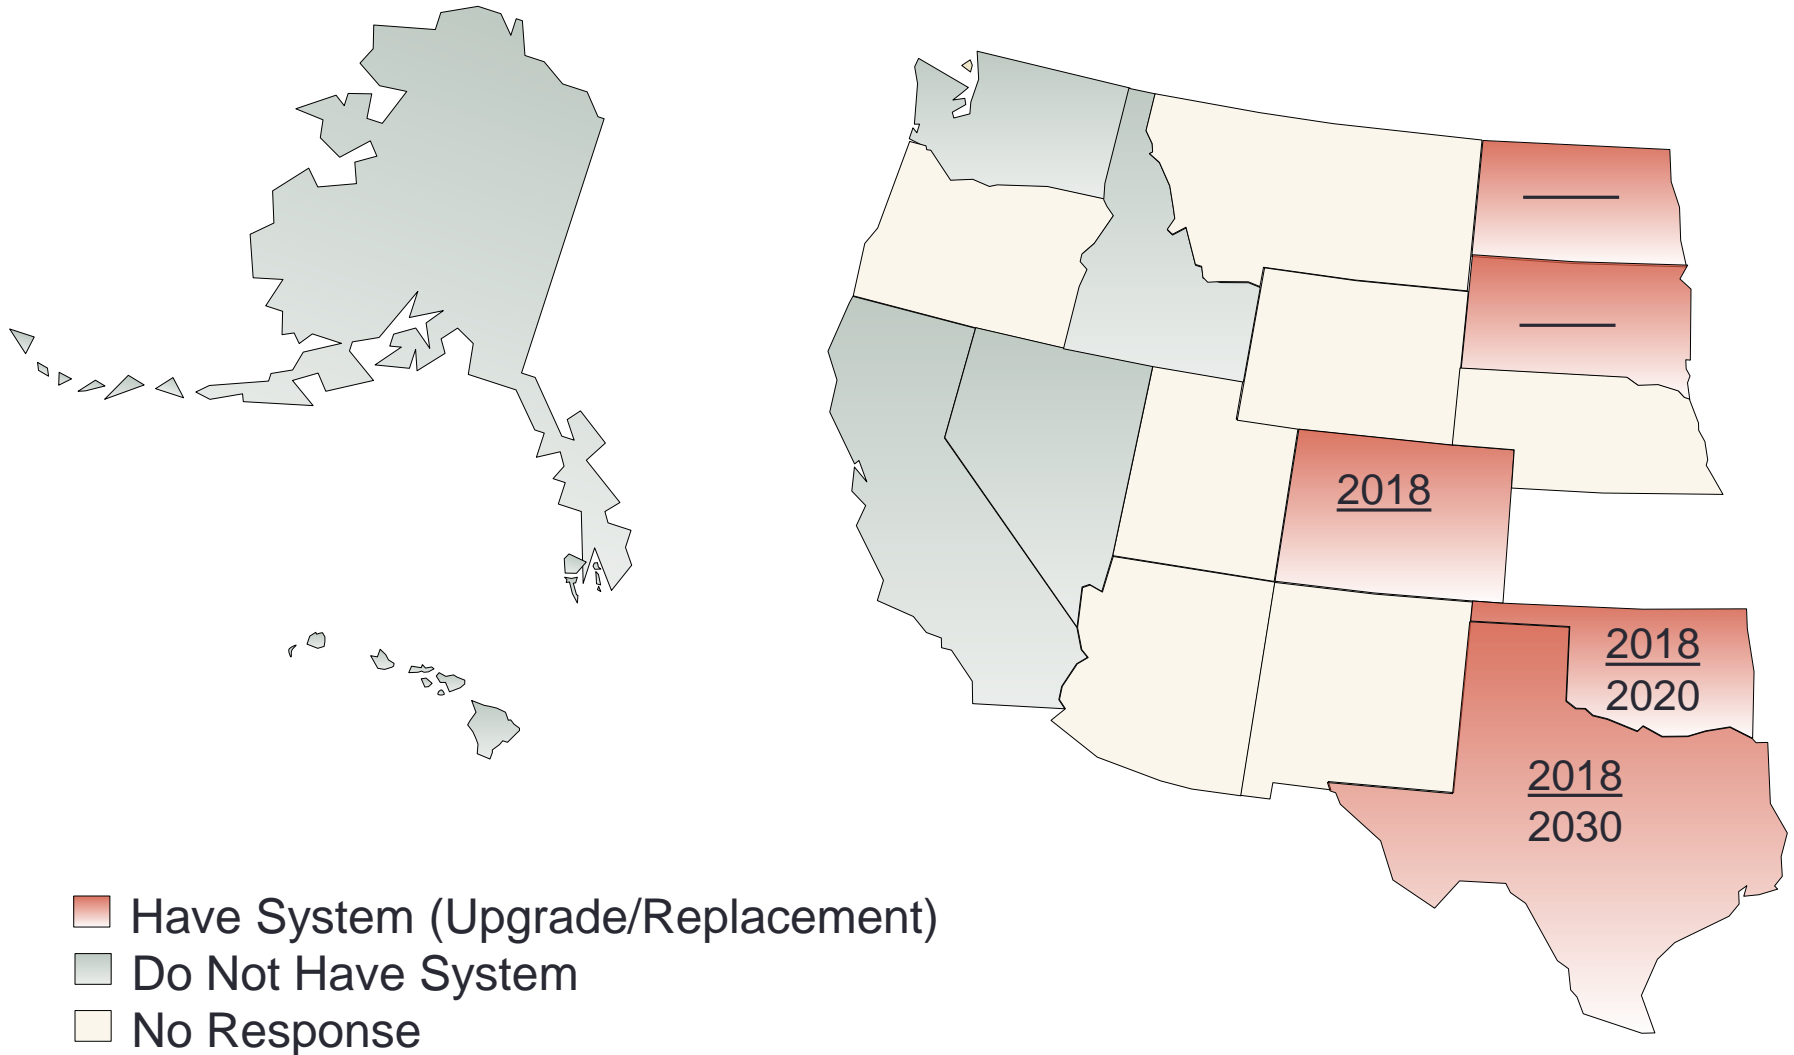 2018
2018
2020
2018
2030
Have System (Upgrade/Replacement)
Do Not Have System
No Response